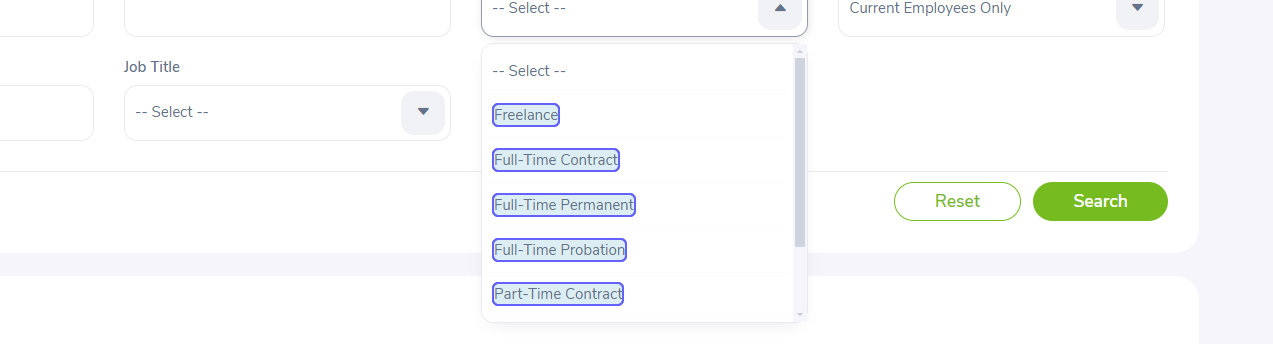 -- Select --
Current Employees Only
Job Title
-- Select --
-- Select --
Freelance
Full-Time Contract
Full-Time Permanent
Full-Time Probation
Part-Time Contract
Reset
Search